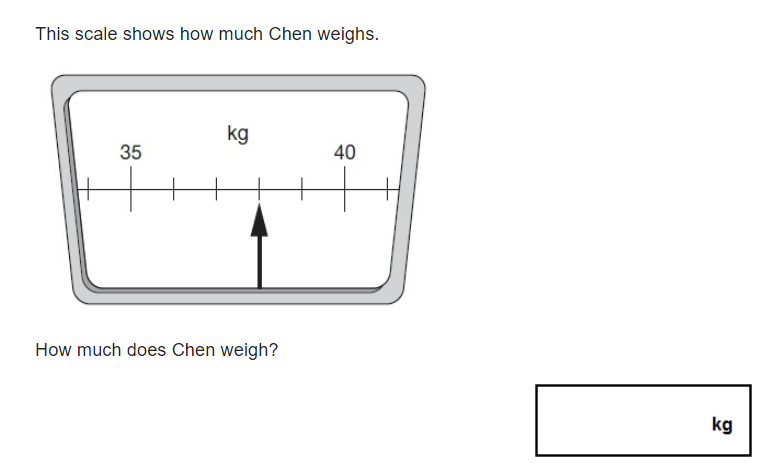 This scale shows how much Chen weighs.
kg
35 40
How much does Chen weigh?
kg